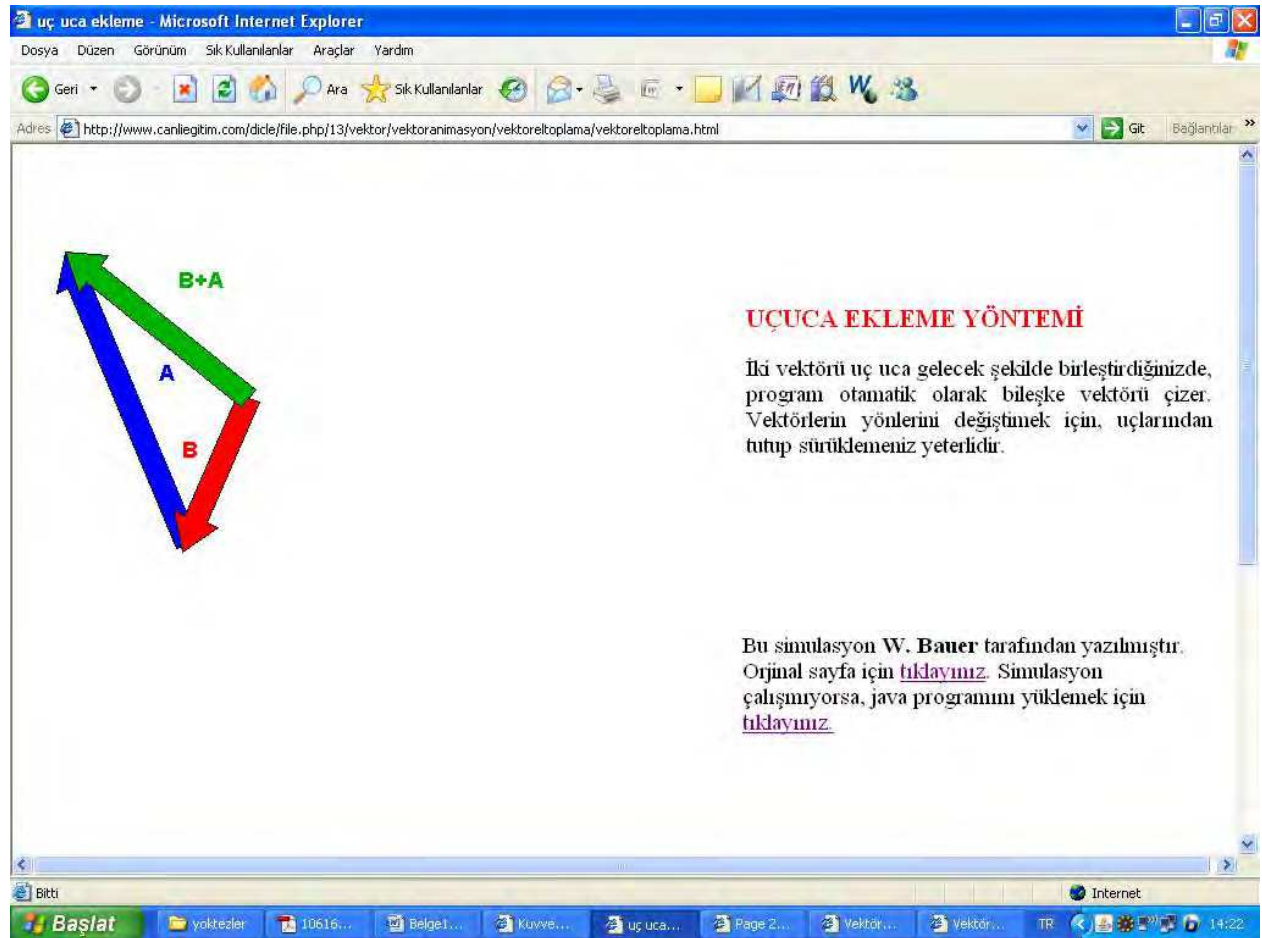 uç uca ekleme - Microsoft Internet Explorer
Dosya Düzen Görünüm Sık Kullanılanlar Araçlar Yardım
Geri Ara Sık Kullanılanlar
Adres http://www.canliegitim.com/dicle/file.php/13/vektor/vektoranimasyon/vektoreltoplama/vektoreltoplama.html Git Bağlantılar »
B+A
A
B
UÇUCA EKLEME YÖNTEMİ
İki vektörü uç uca gelecek şekilde birleştirdiğinizde,
program otamatik olarak bileşke vektörü çizer.
Vektörlerin yönlerini değiştimek için, uçlarından
tutup sürüklemeniz yeterlidir.
Bu simulasyon W. Bauer tarafından yazılmıştır.
Orjinal sayfa için tıklayınız. Simulasyon
çalışmıyorsa, java programını yüklemek için
tıklayınız.
Bitti Internet
Başlat yoktezler 10616... Belge1... Kuvve... uç uca... Page 2... Vektör... Vektör... TR 14:22